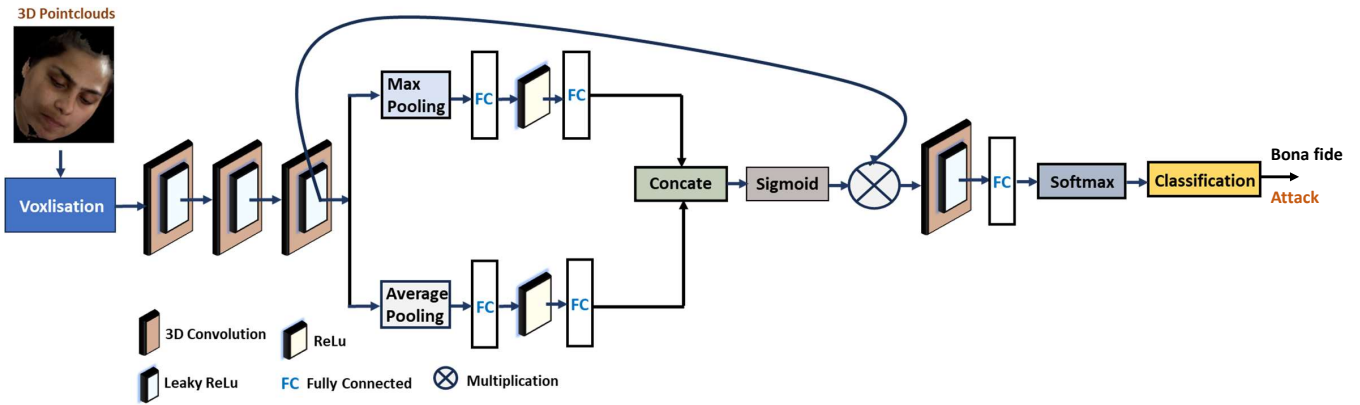 3D Pointclouds
Voxlisation
Max
Pooling
FC
FC
Average
Pooling
FC
FC
Concate
Sigmoid
FC
Softmax
Classification
Bona fide
Attack
3D Convolution
ReLu
Leaky ReLu
FC Fully Connected
Multiplication